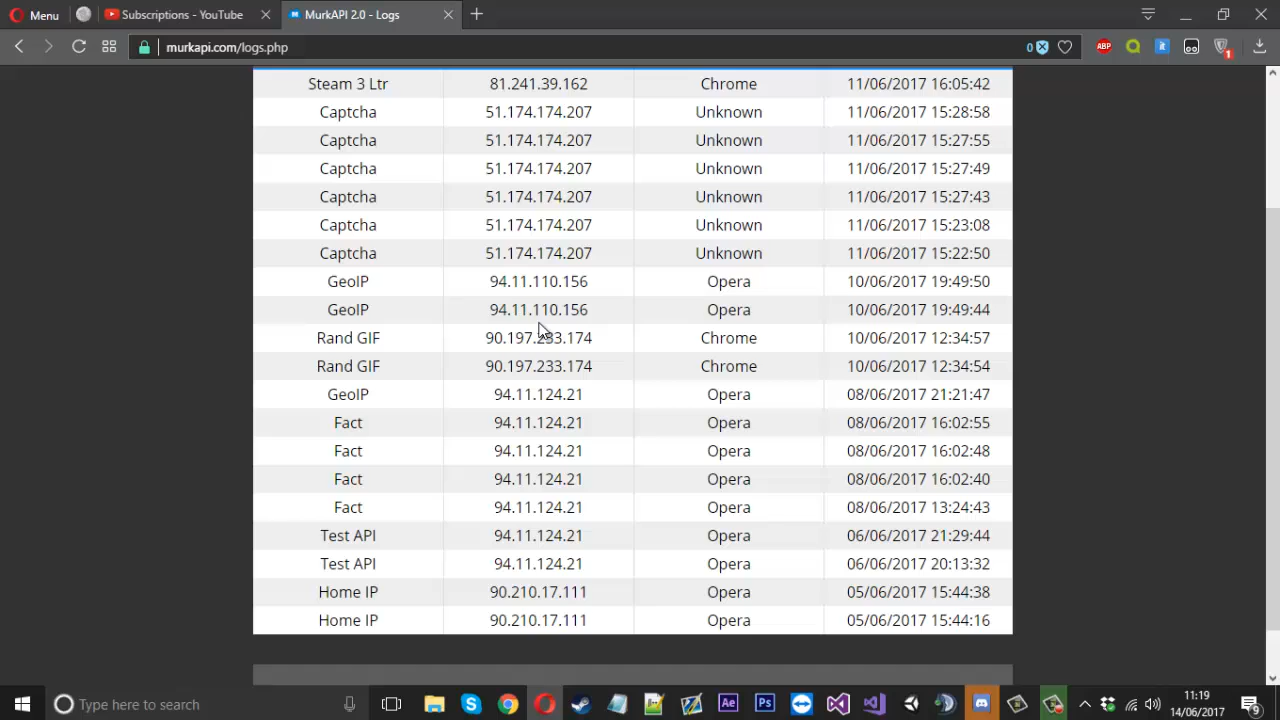 Menu
Subscriptions - YouTube
MurkAPI 2.0 - Logs
murkapi.com/logs.php
0
ABP
1
Steam 3 Ltr 81.241.39.162 Chrome 11/06/2017 16:05:42
Captcha 51.174.174.207 Unknown 11/06/2017 15:28:58
Captcha 51.174.174.207 Unknown 11/06/2017 15:27:55
Captcha 51.174.174.207 Unknown 11/06/2017 15:27:49
Captcha 51.174.174.207 Unknown 11/06/2017 15:27:43
Captcha 51.174.174.207 Unknown 11/06/2017 15:23:08
Captcha 51.174.174.207 Unknown 11/06/2017 15:22:50
GeoIP 94.11.110.156 Opera 10/06/2017 19:49:50
GeoIP 94.11.110.156 Opera 10/06/2017 19:49:44
Rand GIF 90.197.233.174 Chrome 10/06/2017 12:34:57
Rand GIF 90.197.233.174 Chrome 10/06/2017 12:34:54
GeoIP 94.11.124.21 Opera 08/06/2017 21:21:47
Fact 94.11.124.21 Opera 08/06/2017 16:02:55
Fact 94.11.124.21 Opera 08/06/2017 16:02:48
Fact 94.11.124.21 Opera 08/06/2017 16:02:40
Fact 94.11.124.21 Opera 08/06/2017 13:24:43
Test API 94.11.124.21 Opera 06/06/2017 21:29:44
Test API 94.11.124.21 Opera 06/06/2017 20:13:32
Home IP 90.210.17.111 Opera 05/06/2017 15:44:38
Home IP 90.210.17.111 Opera 05/06/2017 15:44:16
Type here to search
Ae
Ps
11:19
14/06/2017
9